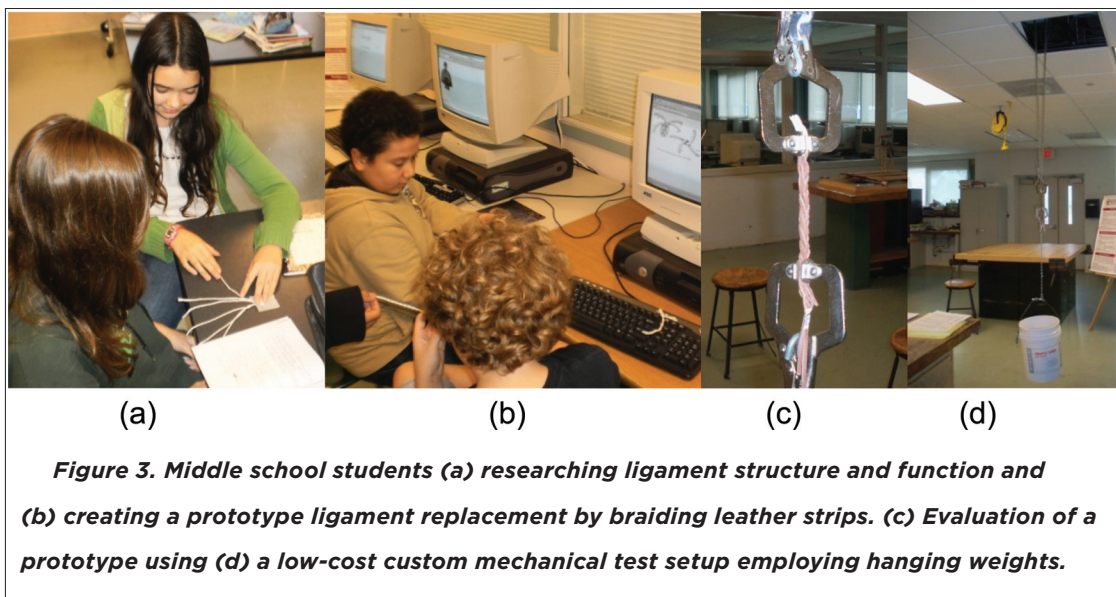 (a) (b) (c) (d)
Figure 3. Middle school students (a) researching ligament structure and function and
(b) creating a prototype ligament replacement by braiding leather strips. (c) Evaluation of a
prototype using (d) a low-cost custom mechanical test setup employing hanging weights.